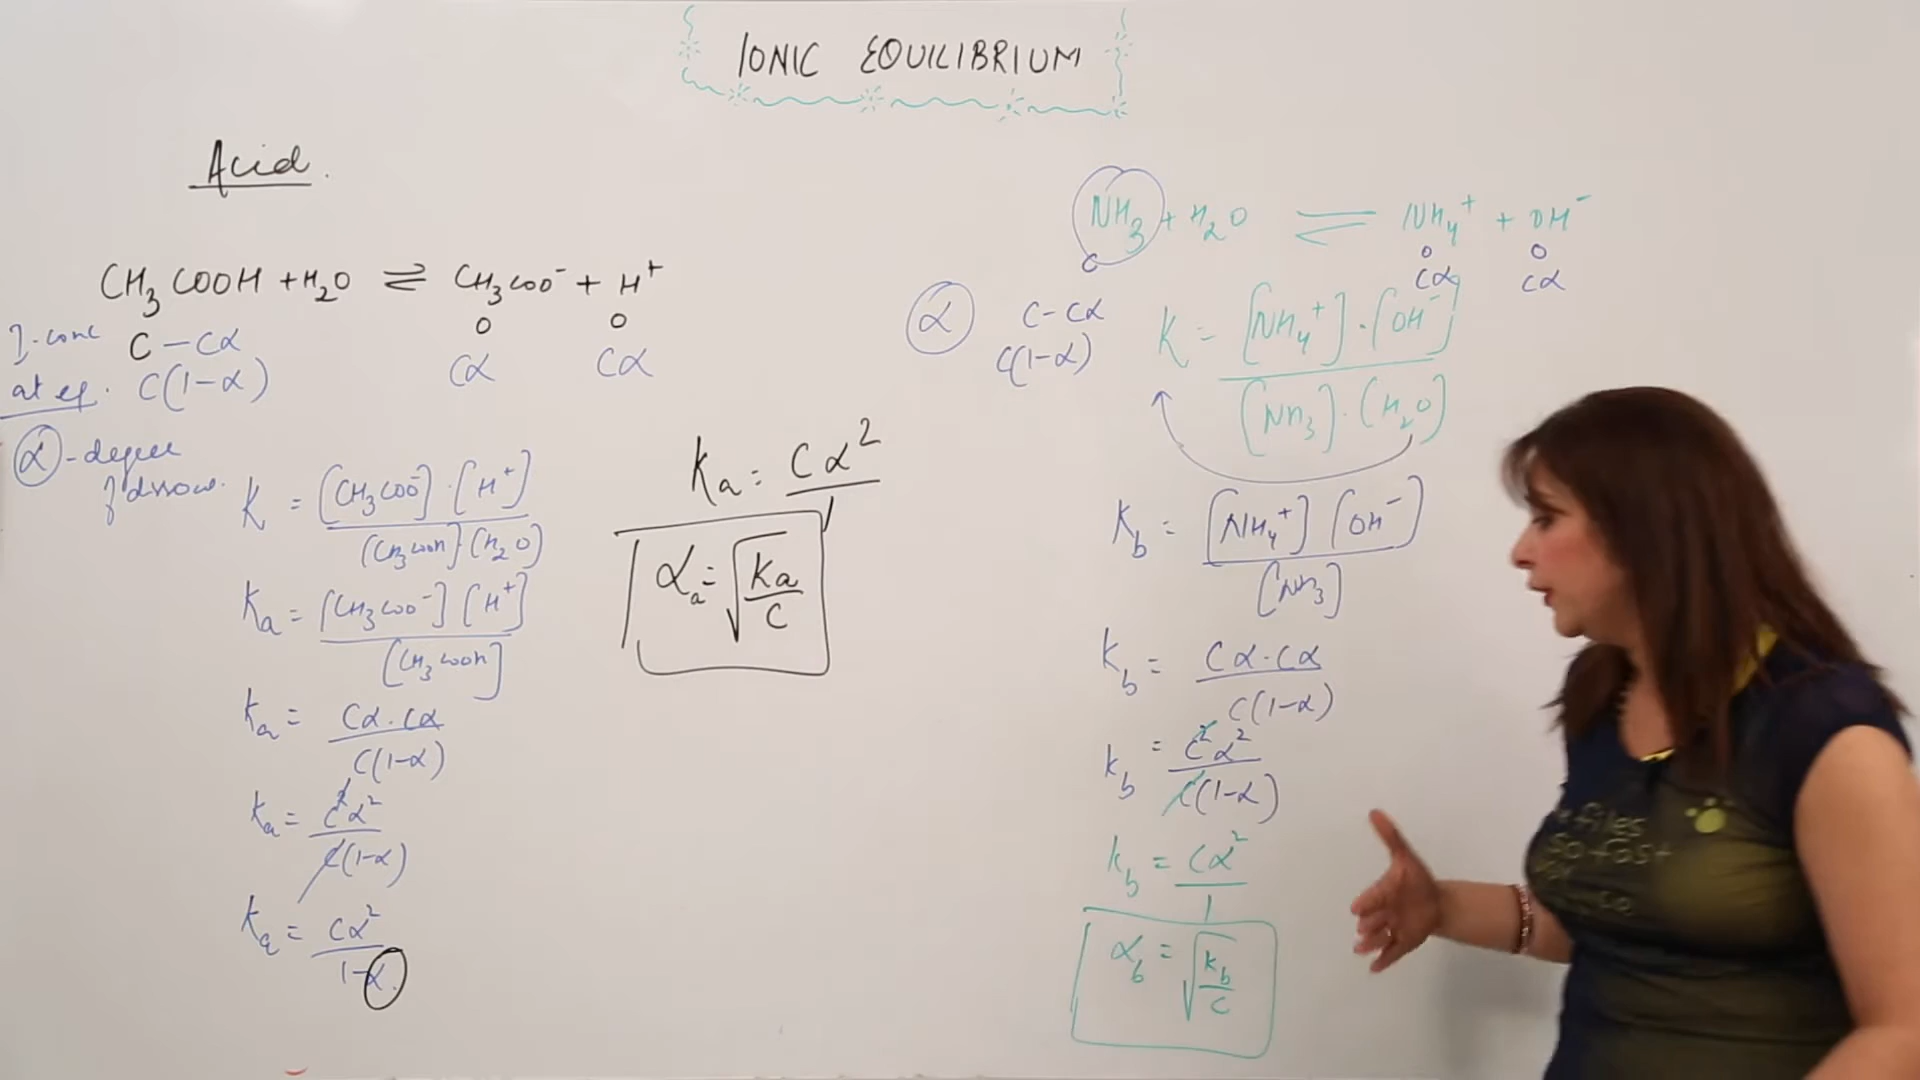 IONIC EQUILIBRIUM
Acid.
CH3COOH + H2O ⇌ CH3COO⁻ + H⁺
I. conc C – Cα 0 0
at eq. C(1-α) Cα Cα
α - degree
of dissoc.
K = [CH3COO⁻] · [H⁺]
[CH3COOH] [H2O]
Ka = [CH3COO⁻] [H⁺]
[CH3COOH]
Ka = Cα · Cα
C(1-α)
Ka = C²α²
C(1-α)
Ka = Cα²
1-α
Ka = Cα²
1
αa = √Ka
C
NH3 + H2O ⇌ NH4⁺ + OH⁻
C 0 0
Cα Cα
α C - Cα
C(1-α)
K = [NH4⁺] · [OH⁻]
[NH3] · [H2O]
Kb = [NH4⁺] [OH⁻]
[NH3]
Kb = Cα · Cα
C(1-α)
Kb = C²α²
C(1-α)
Kb = Cα²
1
αb = √Kb
C